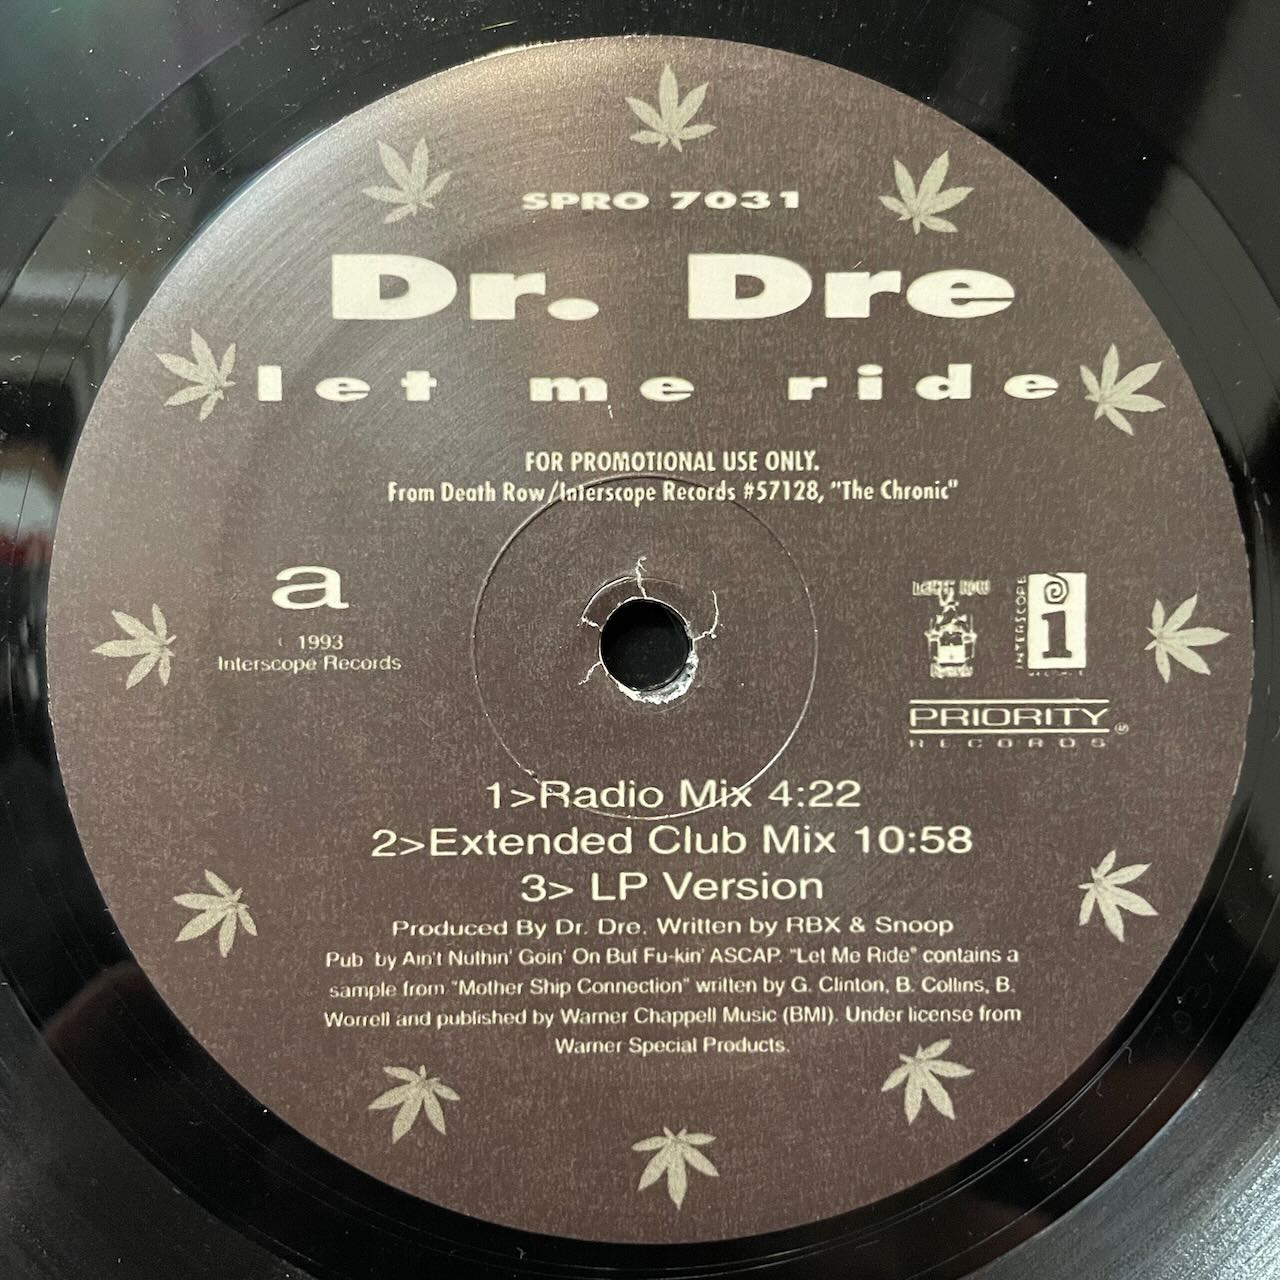 SPRO 7031
Dr. Dre
let me ride
FOR PROMOTIONAL USE ONLY.
From Death Row/Interscope Records #57128, "The Chronic"
a
1993
Interscope Records
DEATH ROW
INTERSCOPE
i
PRIORITY
RECORDS
1>Radio Mix 4:22
2>Extended Club Mix 10:58
3> LP Version
Produced By Dr. Dre. Written by RBX & Snoop
Pub by Ain't Nuthin' Goin' On But Fu-kin' ASCAP. "Let Me Ride" contains a
sample from "Mother Ship Connection" written by G. Clinton, B. Collins, B.
Worrell and published by Warner Chappell Music (BMI). Under license from
Warner Special Products.